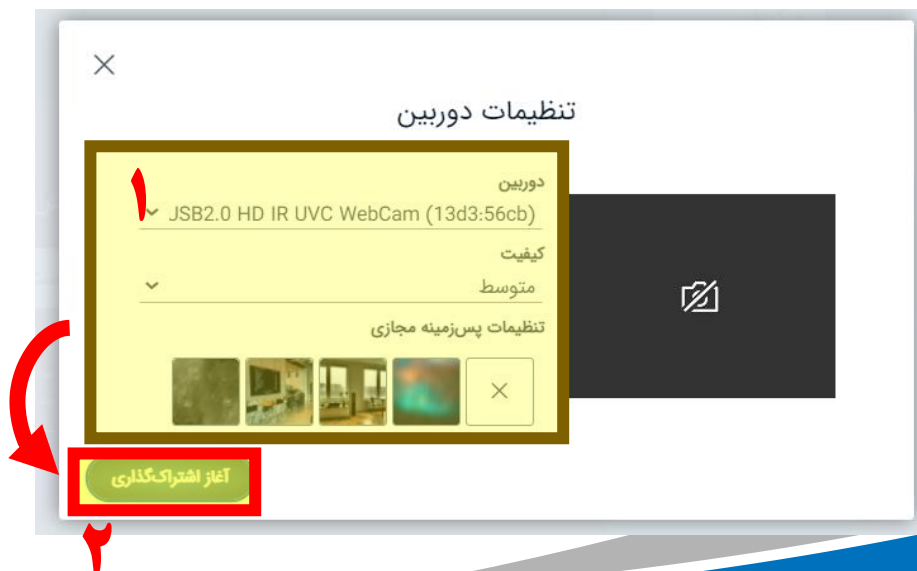 تنظیمات دوربین
۱
دوربین
JSB2.0 HD IR UVC WebCam (13d3:56cb)
کیفیت
متوسط
تنظیمات پس‌زمینه مجازی
آغاز اشتراک‌گذاری
۲